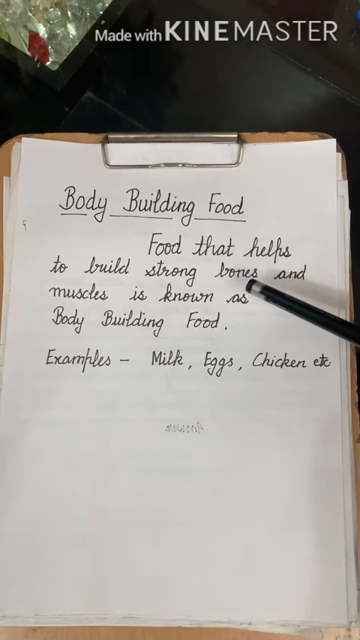 Made with KINEMASTER
Body Building Food
Food that helps
to build strong bones and
muscles is known as
Body Building Food.
Examples – Milk, Eggs, Chicken etc
Answer